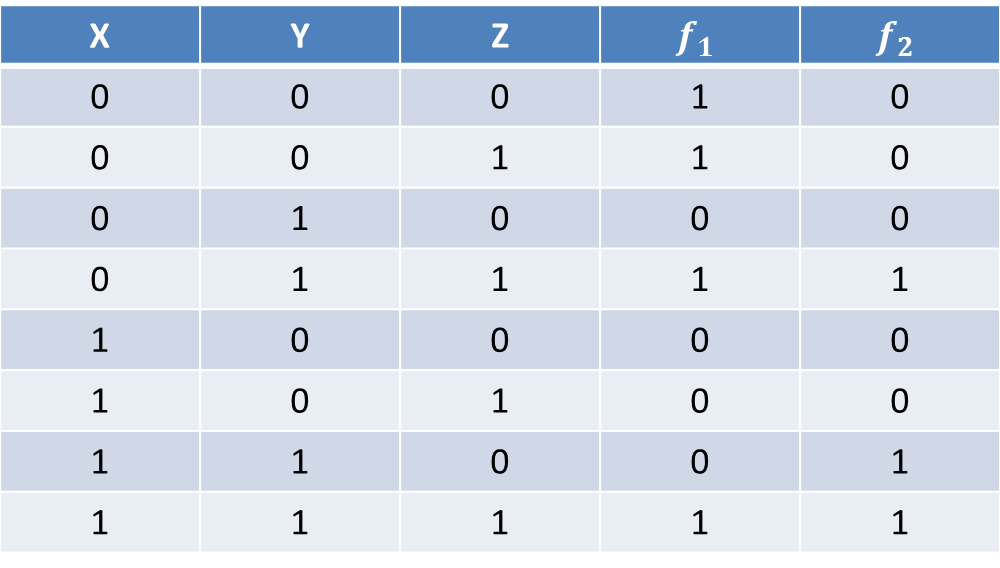 X Y Z f1 f2
0 0 0 1 0
0 0 1 1 0
0 1 0 0 0
0 1 1 1 1
1 0 0 0 0
1 0 1 0 0
1 1 0 0 1
1 1 1 1 1